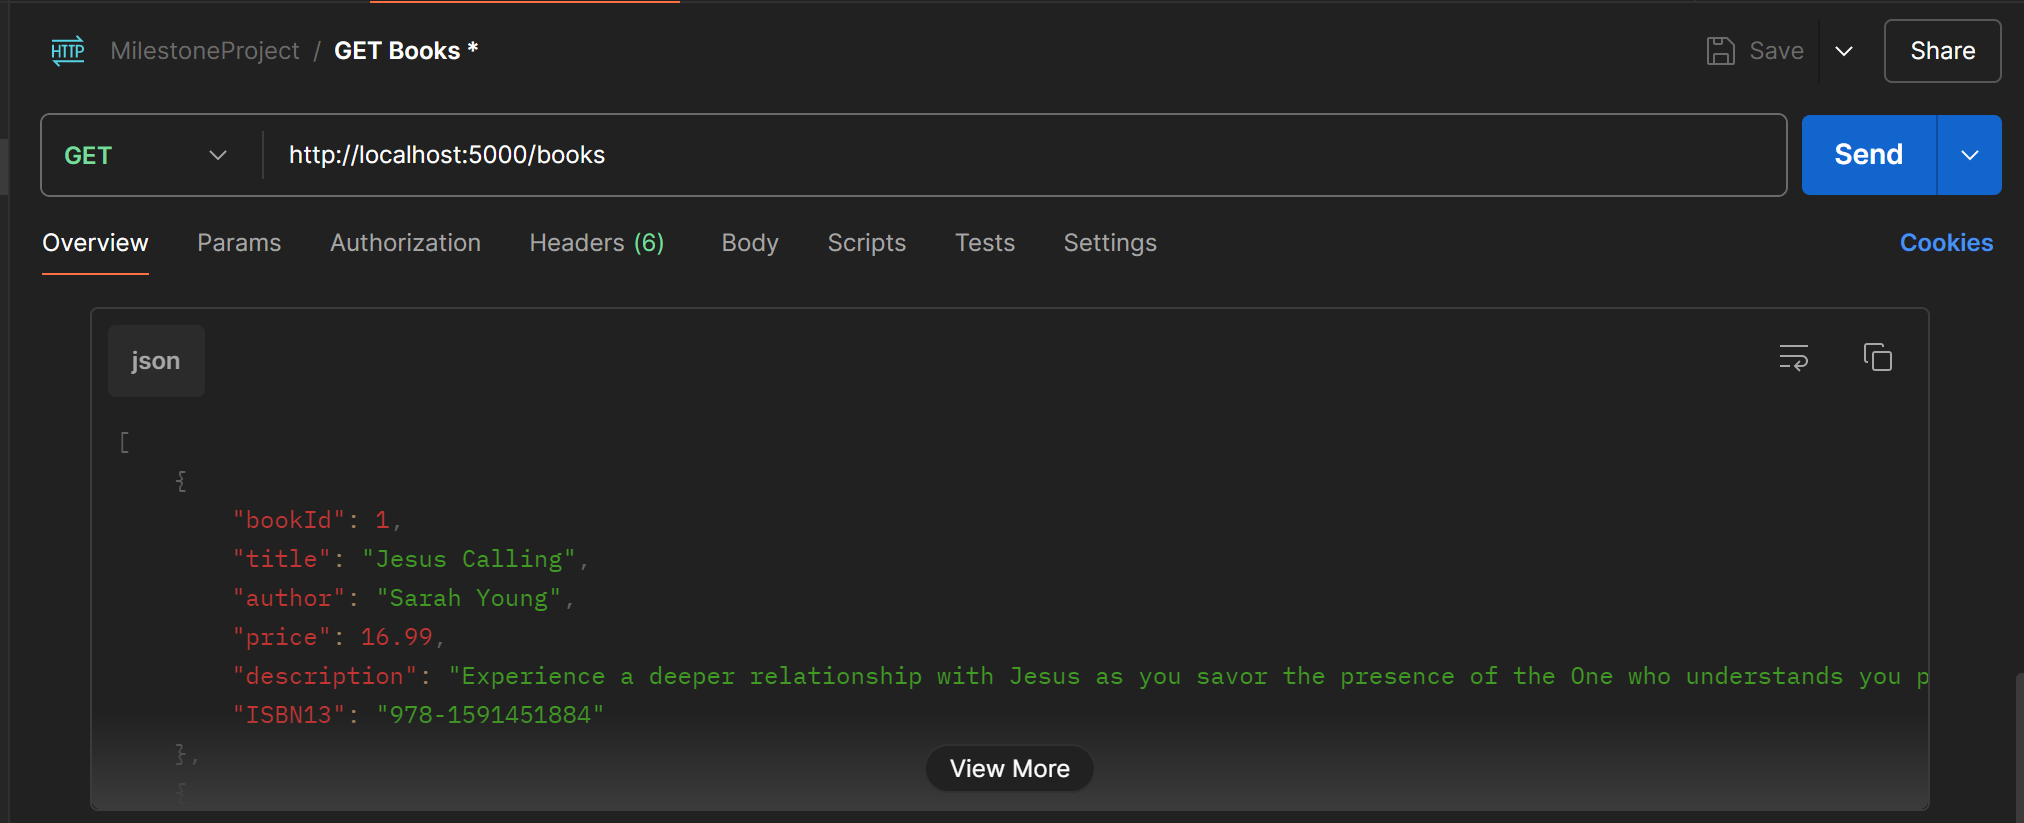 HTTP MilestoneProject / GET Books * Save Share
GET http://localhost:5000/books Send
Overview Params Authorization Headers (6) Body Scripts Tests Settings Cookies
json
[
{
"bookId": 1,
"title": "Jesus Calling",
"author": "Sarah Young",
"price": 16.99,
"description": "Experience a deeper relationship with Jesus as you savor the presence of the One who understands you p
"ISBN13": "978-1591451884"
},
View More
{